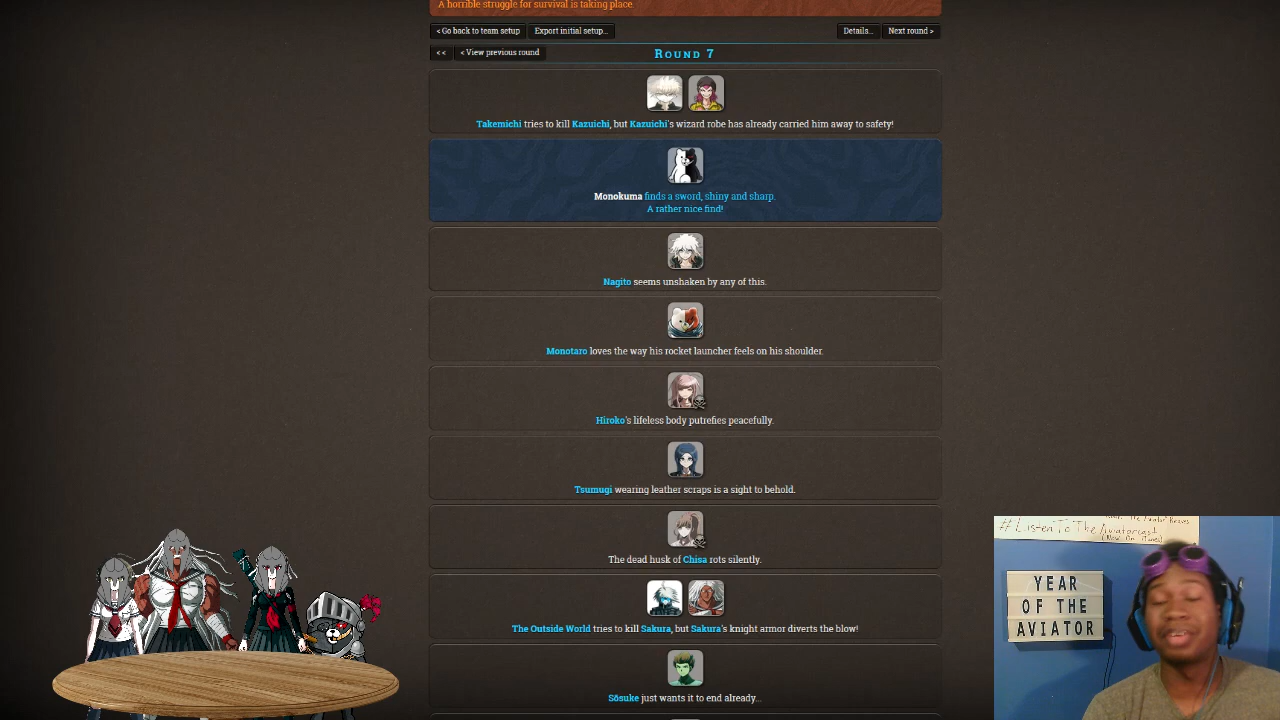 A horrible struggle for survival is taking place
< Go back to team setup
Export initial setup...
Details...
Next round >
<<
< View previous round
Round 7
Takemichi tries to kill Kazuichi, but Kazuichi's wizard robe has already carried him away to safety!
Monokuma finds a sword, shiny and sharp.
A rather nice find!
Nagito seems unshaken by any of this.
Monotaro loves the way his rocket launcher feels on his shoulder.
Hiroko's lifeless body putrefies peacefully.
Tsumugi wearing leather scraps is a sight to behold.
The dead husk of Chisa rots silently.
The Outside World tries to kill Sakura, but Sakura's knight armor diverts the blow!
Sōsuke just wants it to end already...
#ListenToTheAviatorcast
(Now On iTunes)
YEAR
OF THE
AVIATOR